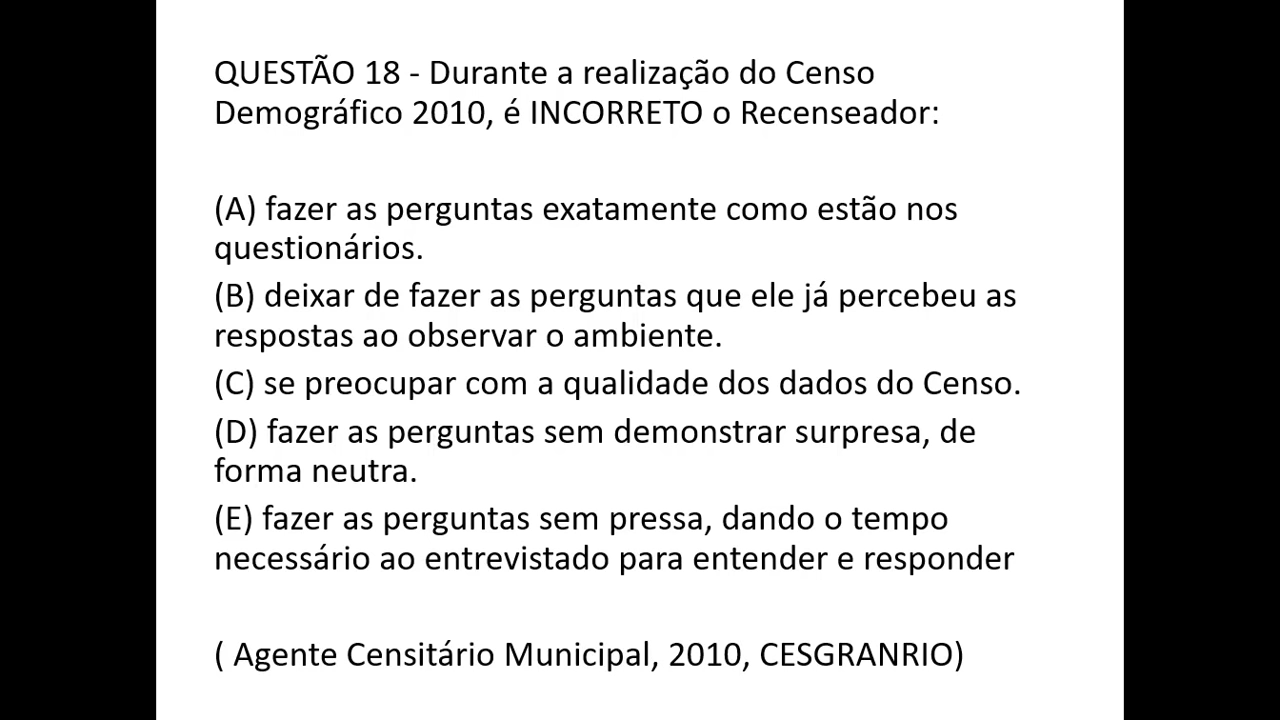 QUESTÃO 18 - Durante a realização do Censo
Demográfico 2010, é INCORRETO o Recenseador:
(A) fazer as perguntas exatamente como estão nos
questionários.
(B) deixar de fazer as perguntas que ele já percebeu as
respostas ao observar o ambiente.
(C) se preocupar com a qualidade dos dados do Censo.
(D) fazer as perguntas sem demonstrar surpresa, de
forma neutra.
(E) fazer as perguntas sem pressa, dando o tempo
necessário ao entrevistado para entender e responder
( Agente Censitário Municipal, 2010, CESGRANRIO)